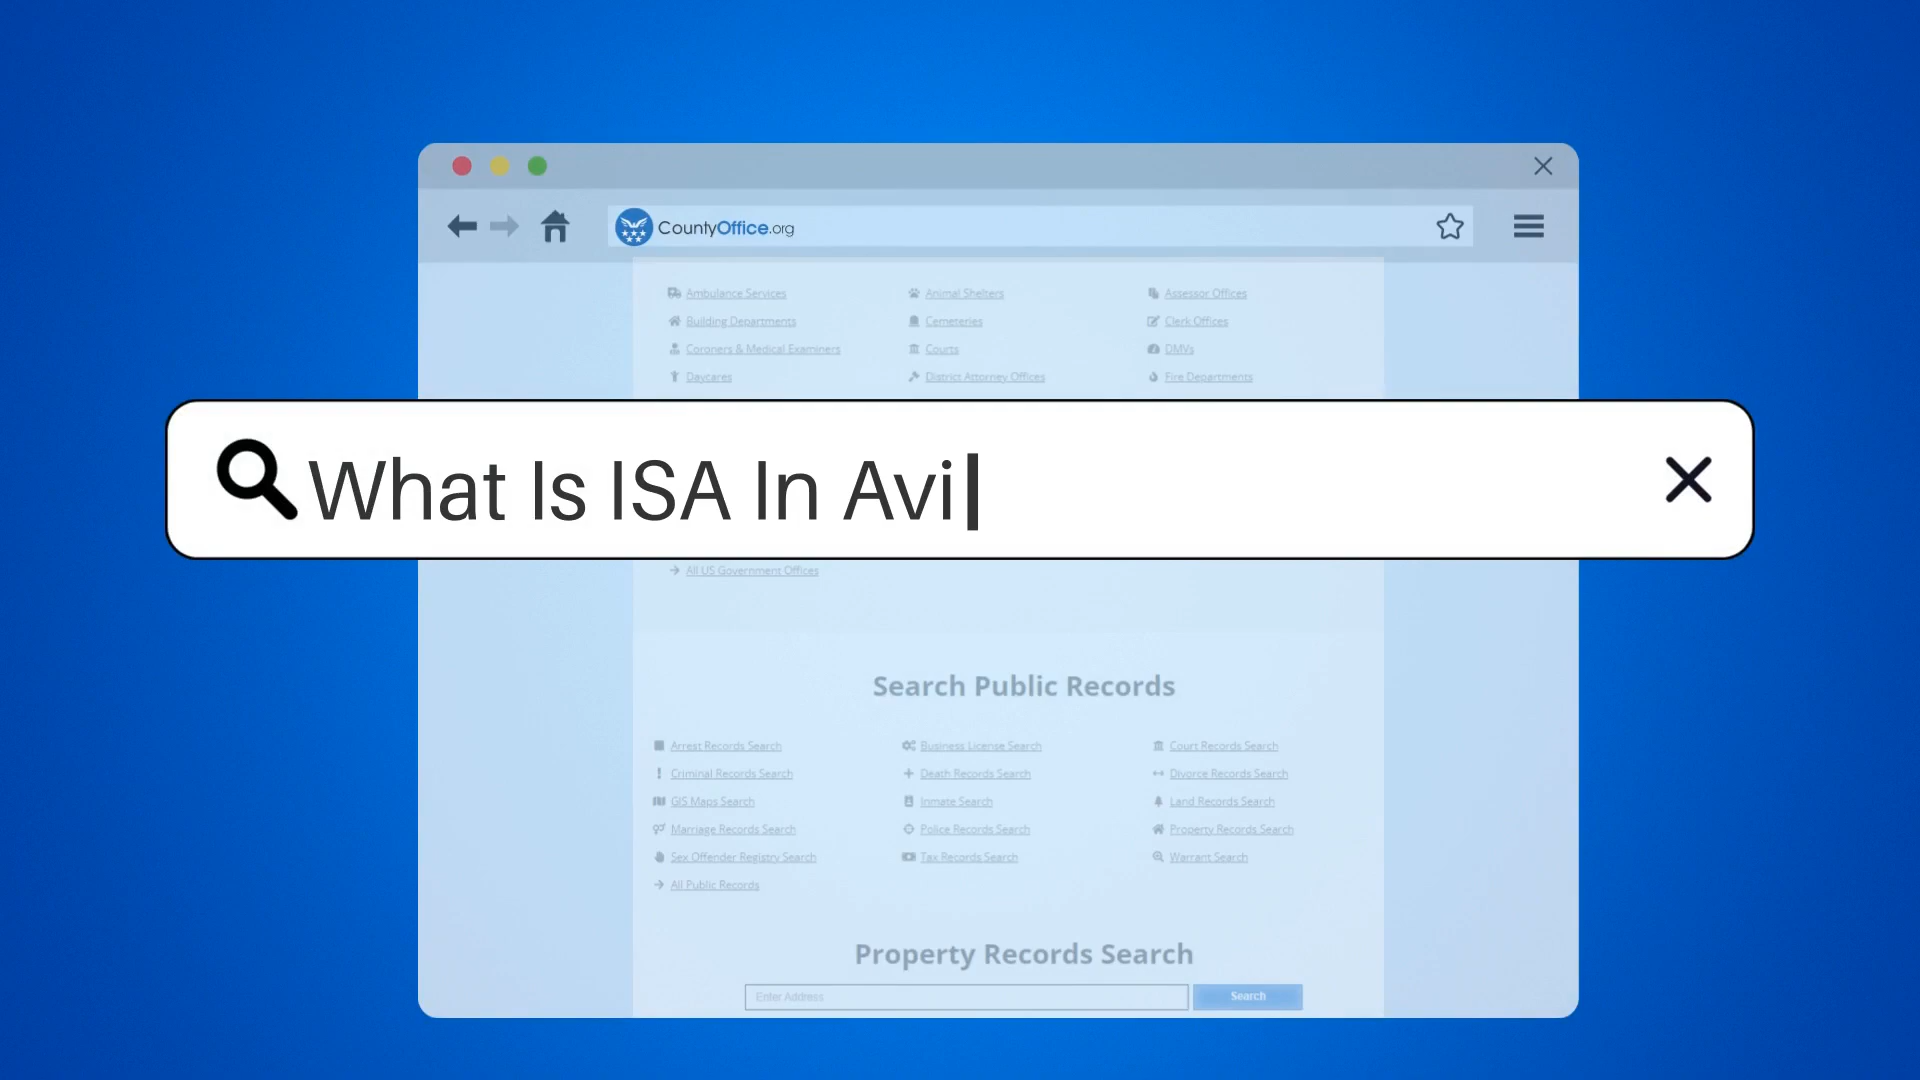 CountyOffice.org
Ambulance Services Animal Shelters Assessor Offices
Building Departments Cemeteries Clerk Offices
Coroners & Medical Examiners Courts DMVs
Daycares District Attorney Offices Fire Departments
What Is ISA In Avi
All US Government Offices
Search Public Records
Arrest Records Search Business License Search Court Records Search
Criminal Records Search Death Records Search Divorce Records Search
GIS Maps Search Inmate Search Land Records Search
Marriage Records Search Police Records Search Property Records Search
Sex Offender Registry Search Tax Records Search Warrant Search
All Public Records
Property Records Search
Enter Address Search